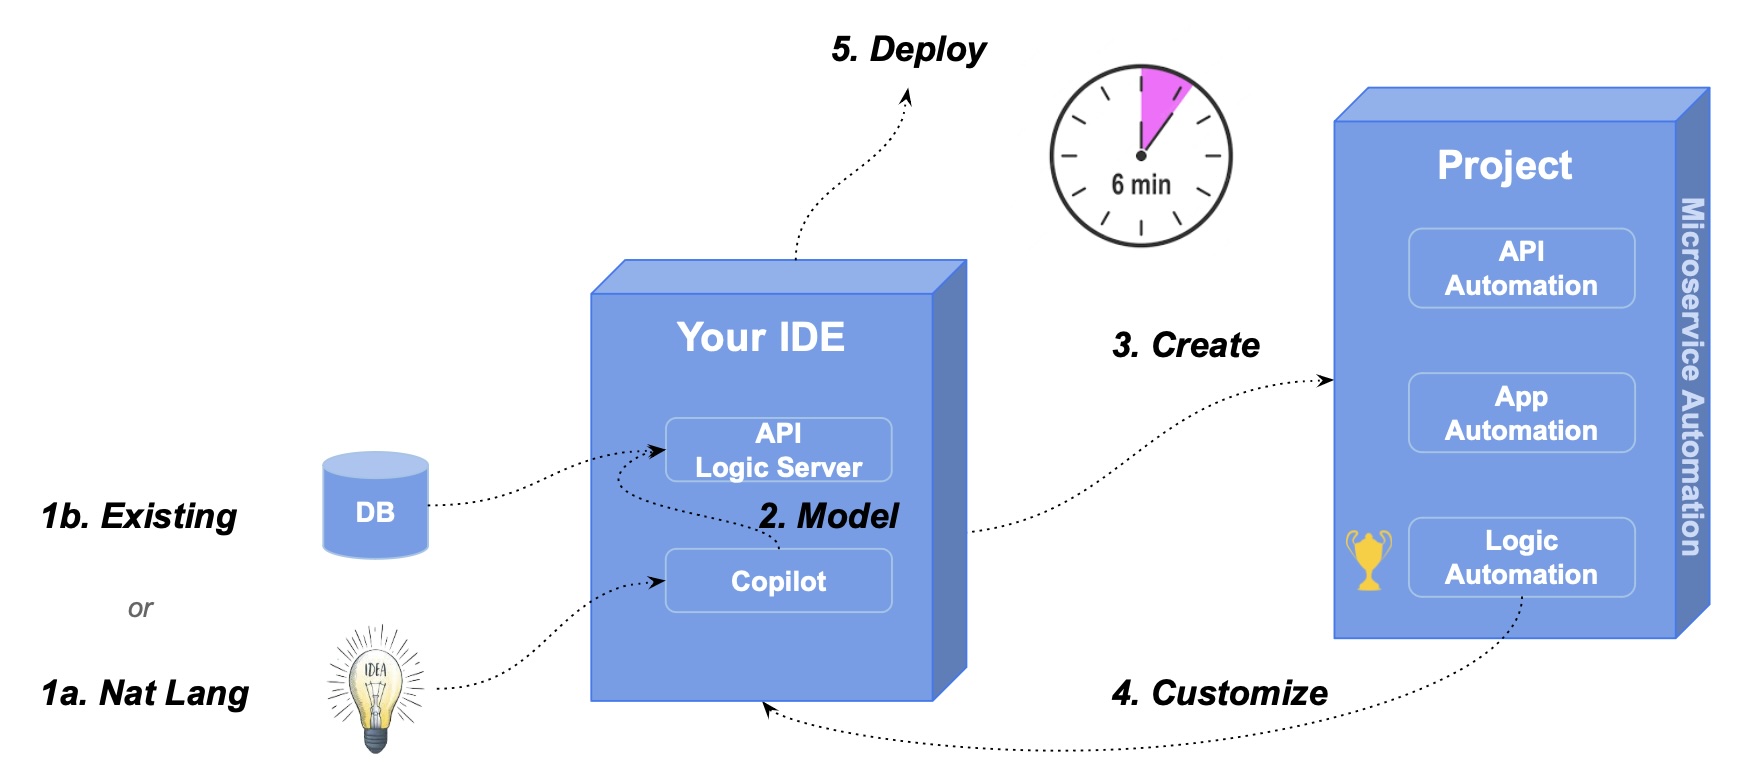 5. Deploy
6 min
Project
API
Automation
App
Automation
Logic
Automation
Microservice Automation
Your IDE
API
Logic Server
2. Model
Copilot
3. Create
4. Customize
1b. Existing
DB
or
1a. Nat Lang
IDEA